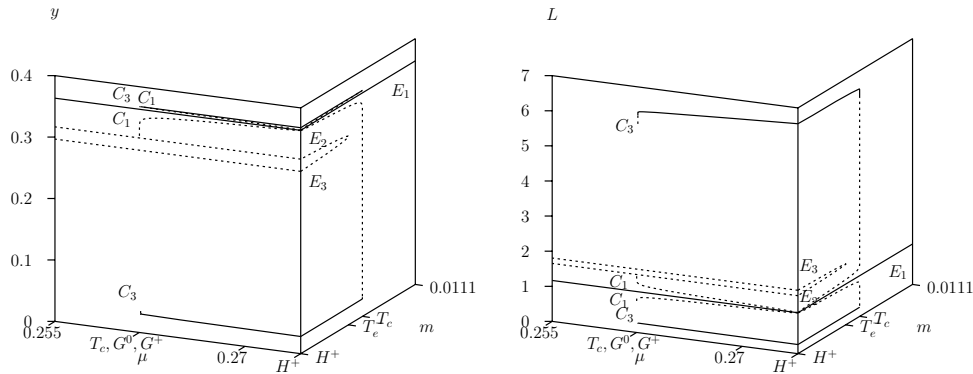 y
0.4
0.3
0.2
0.1
0
C_3 C_1
C_1
E_1
E_2
E_3
C_3
0.255
T_c, G^0, G^+
μ
0.27
H^+
H^+
T_e
T_c
m
0.0111
L
7
6
5
4
3
2
1
0
C_3
E_3
C_1
E_2
E_1
C_1
C_3
0.255
T_c, G^0, G^+
μ
0.27
H^+
H^+
T_e
T_c
m
0.0111